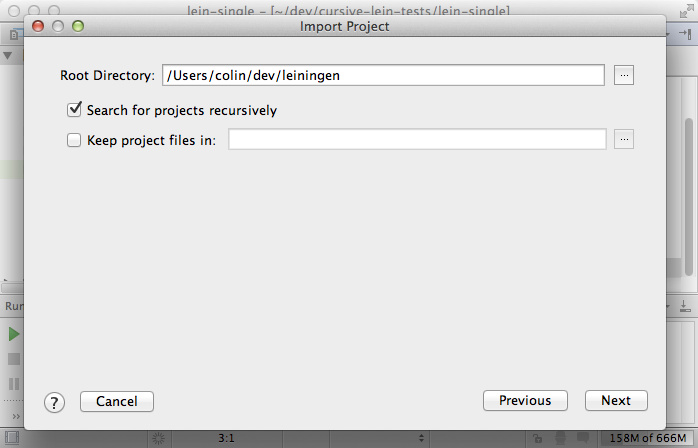 lein-single – [~/dev/cursive-lein-tests/lein-single]
Import Project
Root Directory: /Users/colin/dev/leiningen ...
Search for projects recursively
Keep project files in: ...
Run
? Cancel Previous Next
3:1 158M of 666M